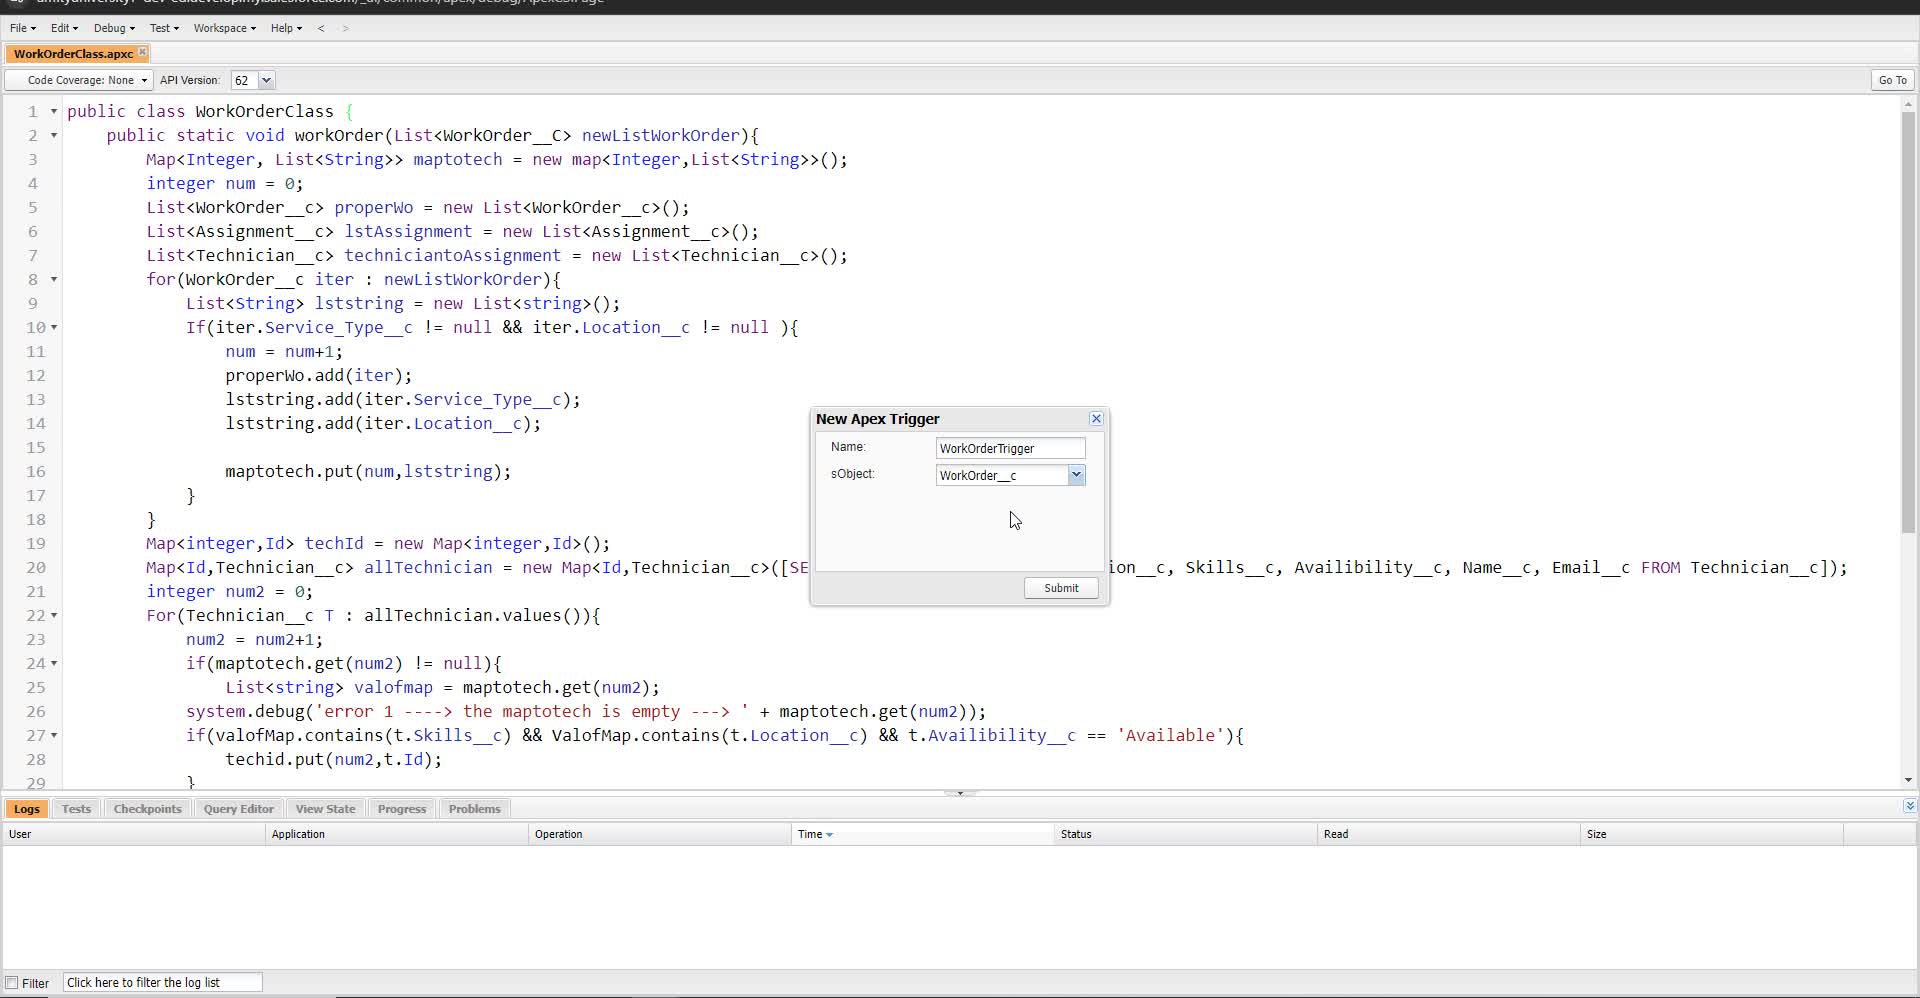 File Edit Debug Test Workspace Help < >
WorkOrderClass.apxc
Code Coverage: None API Version: 62 Go To
1 public class WorkOrderClass {
2 public static void workOrder(List<WorkOrder__C> newListWorkOrder){
3 Map<Integer, List<String>> maptotech = new map<Integer,List<String>>();
4 integer num = 0;
5 List<WorkOrder__c> properWo = new List<WorkOrder__c>();
6 List<Assignment__c> lstAssignment = new List<Assignment__c>();
7 List<Technician__c> techniciantoAssignment = new List<Technician__c>();
8 for(WorkOrder__c iter : newListWorkOrder){
9 List<String> lststring = new List<string>();
10 If(iter.Service_Type__c != null && iter.Location__c != null ){
11 num = num+1;
12 properWo.add(iter);
13 lststring.add(iter.Service_Type__c);
14 lststring.add(iter.Location__c);
15
16 maptotech.put(num,lststring);
17 }
18 }
19 Map<integer,Id> techId = new Map<integer,Id>();
20 Map<Id,Technician__c> allTechnician = new Map<Id,Technician__c>([SE ion__c, Skills__c, Availibility__c, Name__c, Email__c FROM Technician__c]);
21 integer num2 = 0;
22 For(Technician__c T : allTechnician.values()){
23 num2 = num2+1;
24 if(maptotech.get(num2) != null){
25 List<string> valofmap = maptotech.get(num2);
26 system.debug('error 1 ----> the maptotech is empty ---> ' + maptotech.get(num2));
27 if(valofMap.contains(t.Skills__c) && ValofMap.contains(t.Location__c) && t.Availibility__c == 'Available'){
28 techid.put(num2,t.Id);
29 }
New Apex Trigger
Name: WorkOrderTrigger
sObject: WorkOrder__c
Submit
Logs Tests Checkpoints Query Editor View State Progress Problems
User Application Operation Time Status Read Size
Filter Click here to filter the log list